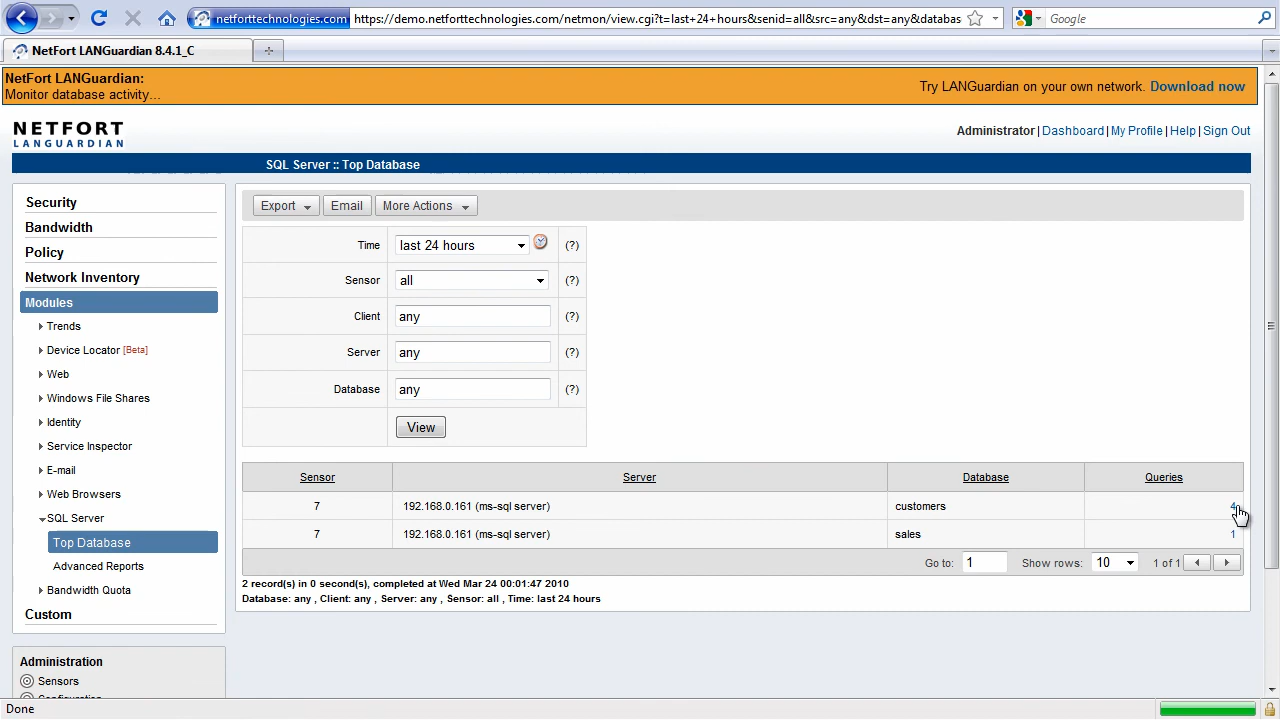 netforttechnologies.com https://demo.netforttechnologies.com/netmon/view.cgi?t=last+24+hours&senid=all&src=any&dst=any&databas Google
NetFort LANGuardian 8.4.1_C
NetFort LANGuardian:
Monitor database activity...
Try LANGuardian on your own network. Download now
NETFORT
LANGUARDIAN
Administrator | Dashboard | My Profile | Help | Sign Out
SQL Server :: Top Database
Security
Bandwidth
Policy
Network Inventory
Modules
Trends
Device Locator [Beta]
Web
Windows File Shares
Identity
Service Inspector
E-mail
Web Browsers
SQL Server
Top Database
Advanced Reports
Bandwidth Quota
Custom
Administration
Sensors
Configuration
Export Email More Actions
Time last 24 hours (?)
Sensor all (?)
Client any (?)
Server any (?)
Database any (?)
View
Sensor Server Database Queries
7 192.168.0.161 (ms-sql server) customers 4
7 192.168.0.161 (ms-sql server) sales 1
Go to: 1 Show rows: 10 1 of 1
2 record(s) in 0 second(s), completed at Wed Mar 24 00:01:47 2010
Database: any , Client: any , Server: any , Sensor: all , Time: last 24 hours
Done